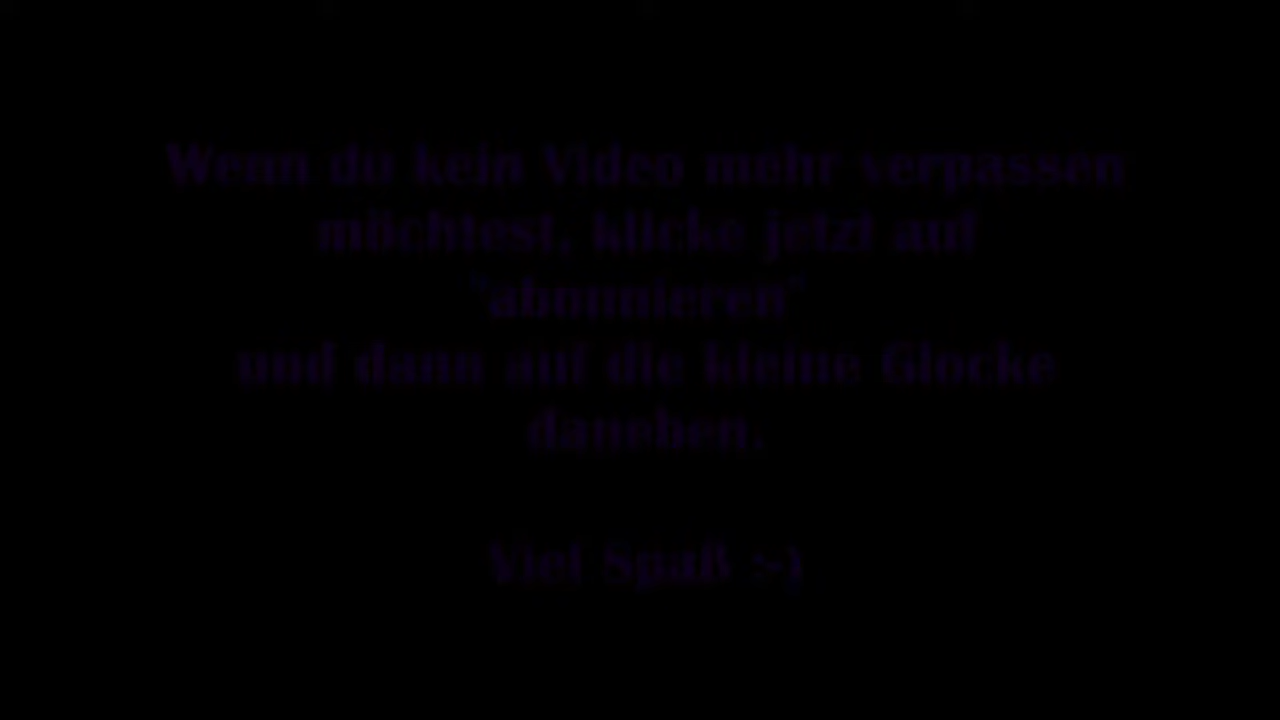 Wenn du kein Video mehr verpassen
möchtest, klicke jetzt auf
"abonnieren"
und dann auf die kleine Glocke
daneben.
Viel Spaß :-)